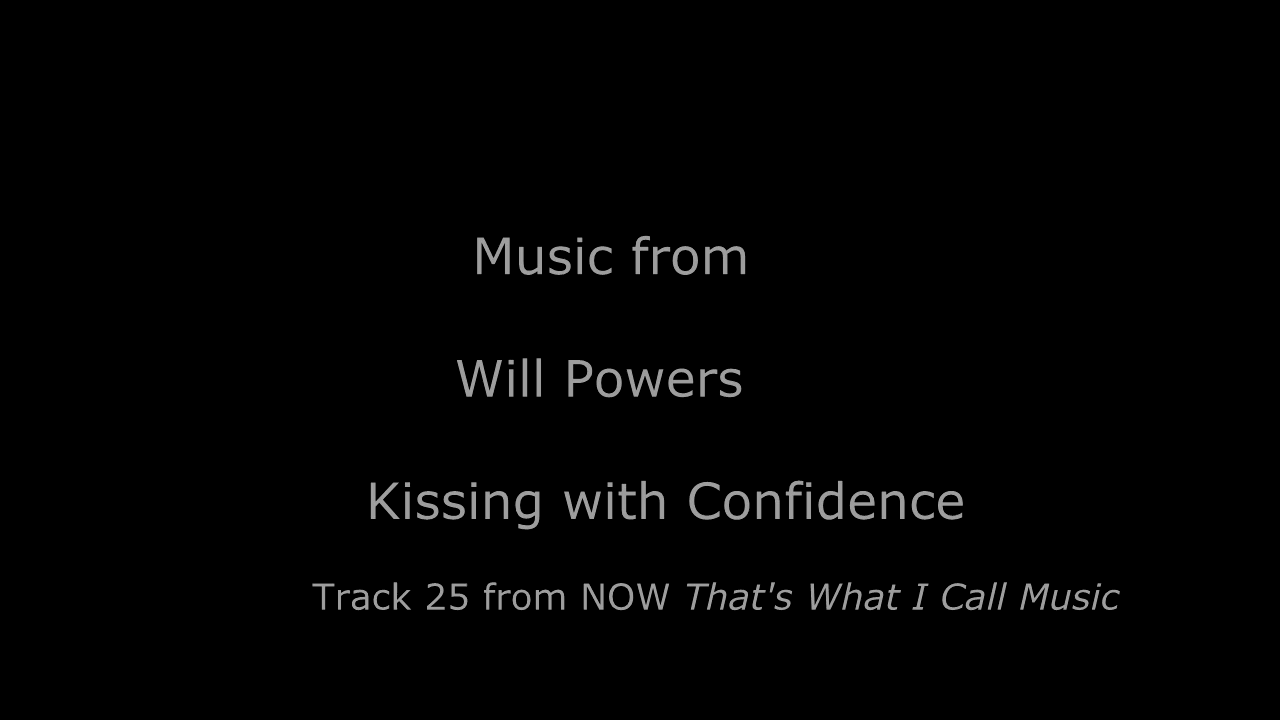 Music from
Will Powers
Kissing with Confidence
Track 25 from NOW That's What I Call Music